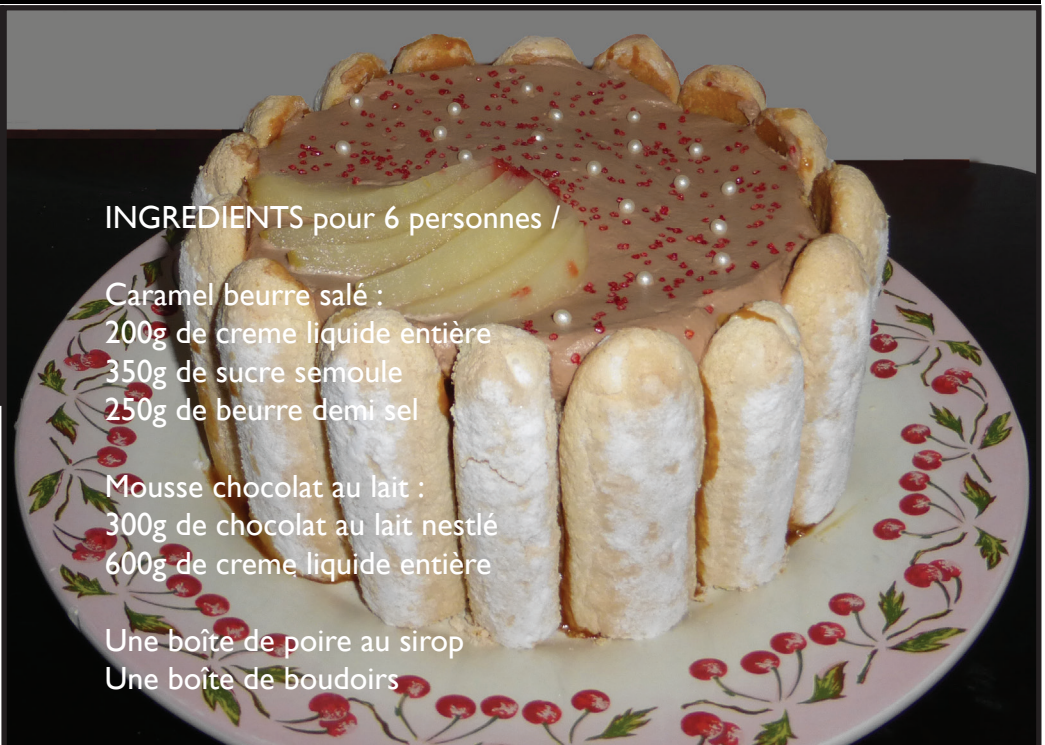 INGREDIENTS pour 6 personnes /
Caramel beurre salé :
200g de creme liquide entière
350g de sucre semoule
250g de beurre demi sel
Mousse chocolat au lait :
300g de chocolat au lait nestlé
600g de creme liquide entière
Une boîte de poire au sirop
Une boîte de boudoirs